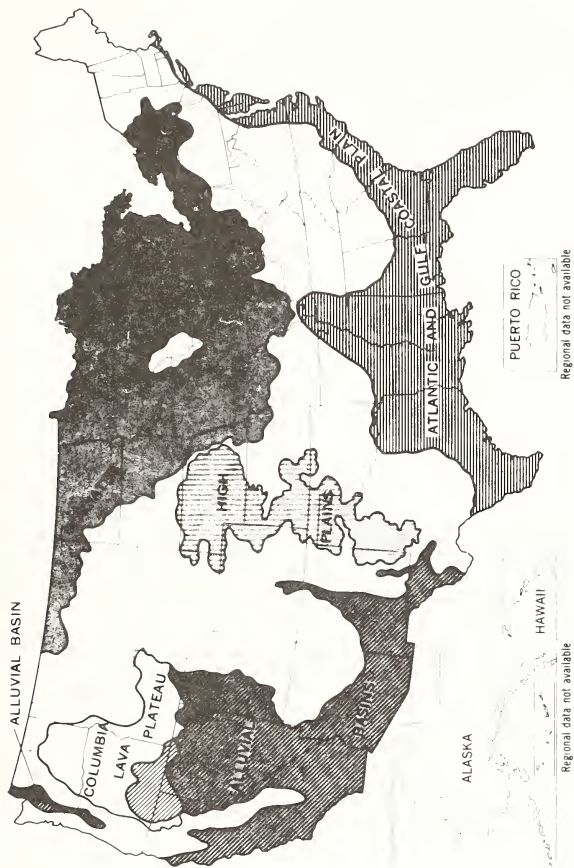 ALLUVIAL BASIN
COLUMBIA
LAVA PLATEAU
ALLUVIAL
BASINS
HIGH
PLAINS
ATLANTIC AND GULF COASTAL PLAIN
ALASKA
HAWAII
Regional data not available
PUERTO RICO
Regional data not available